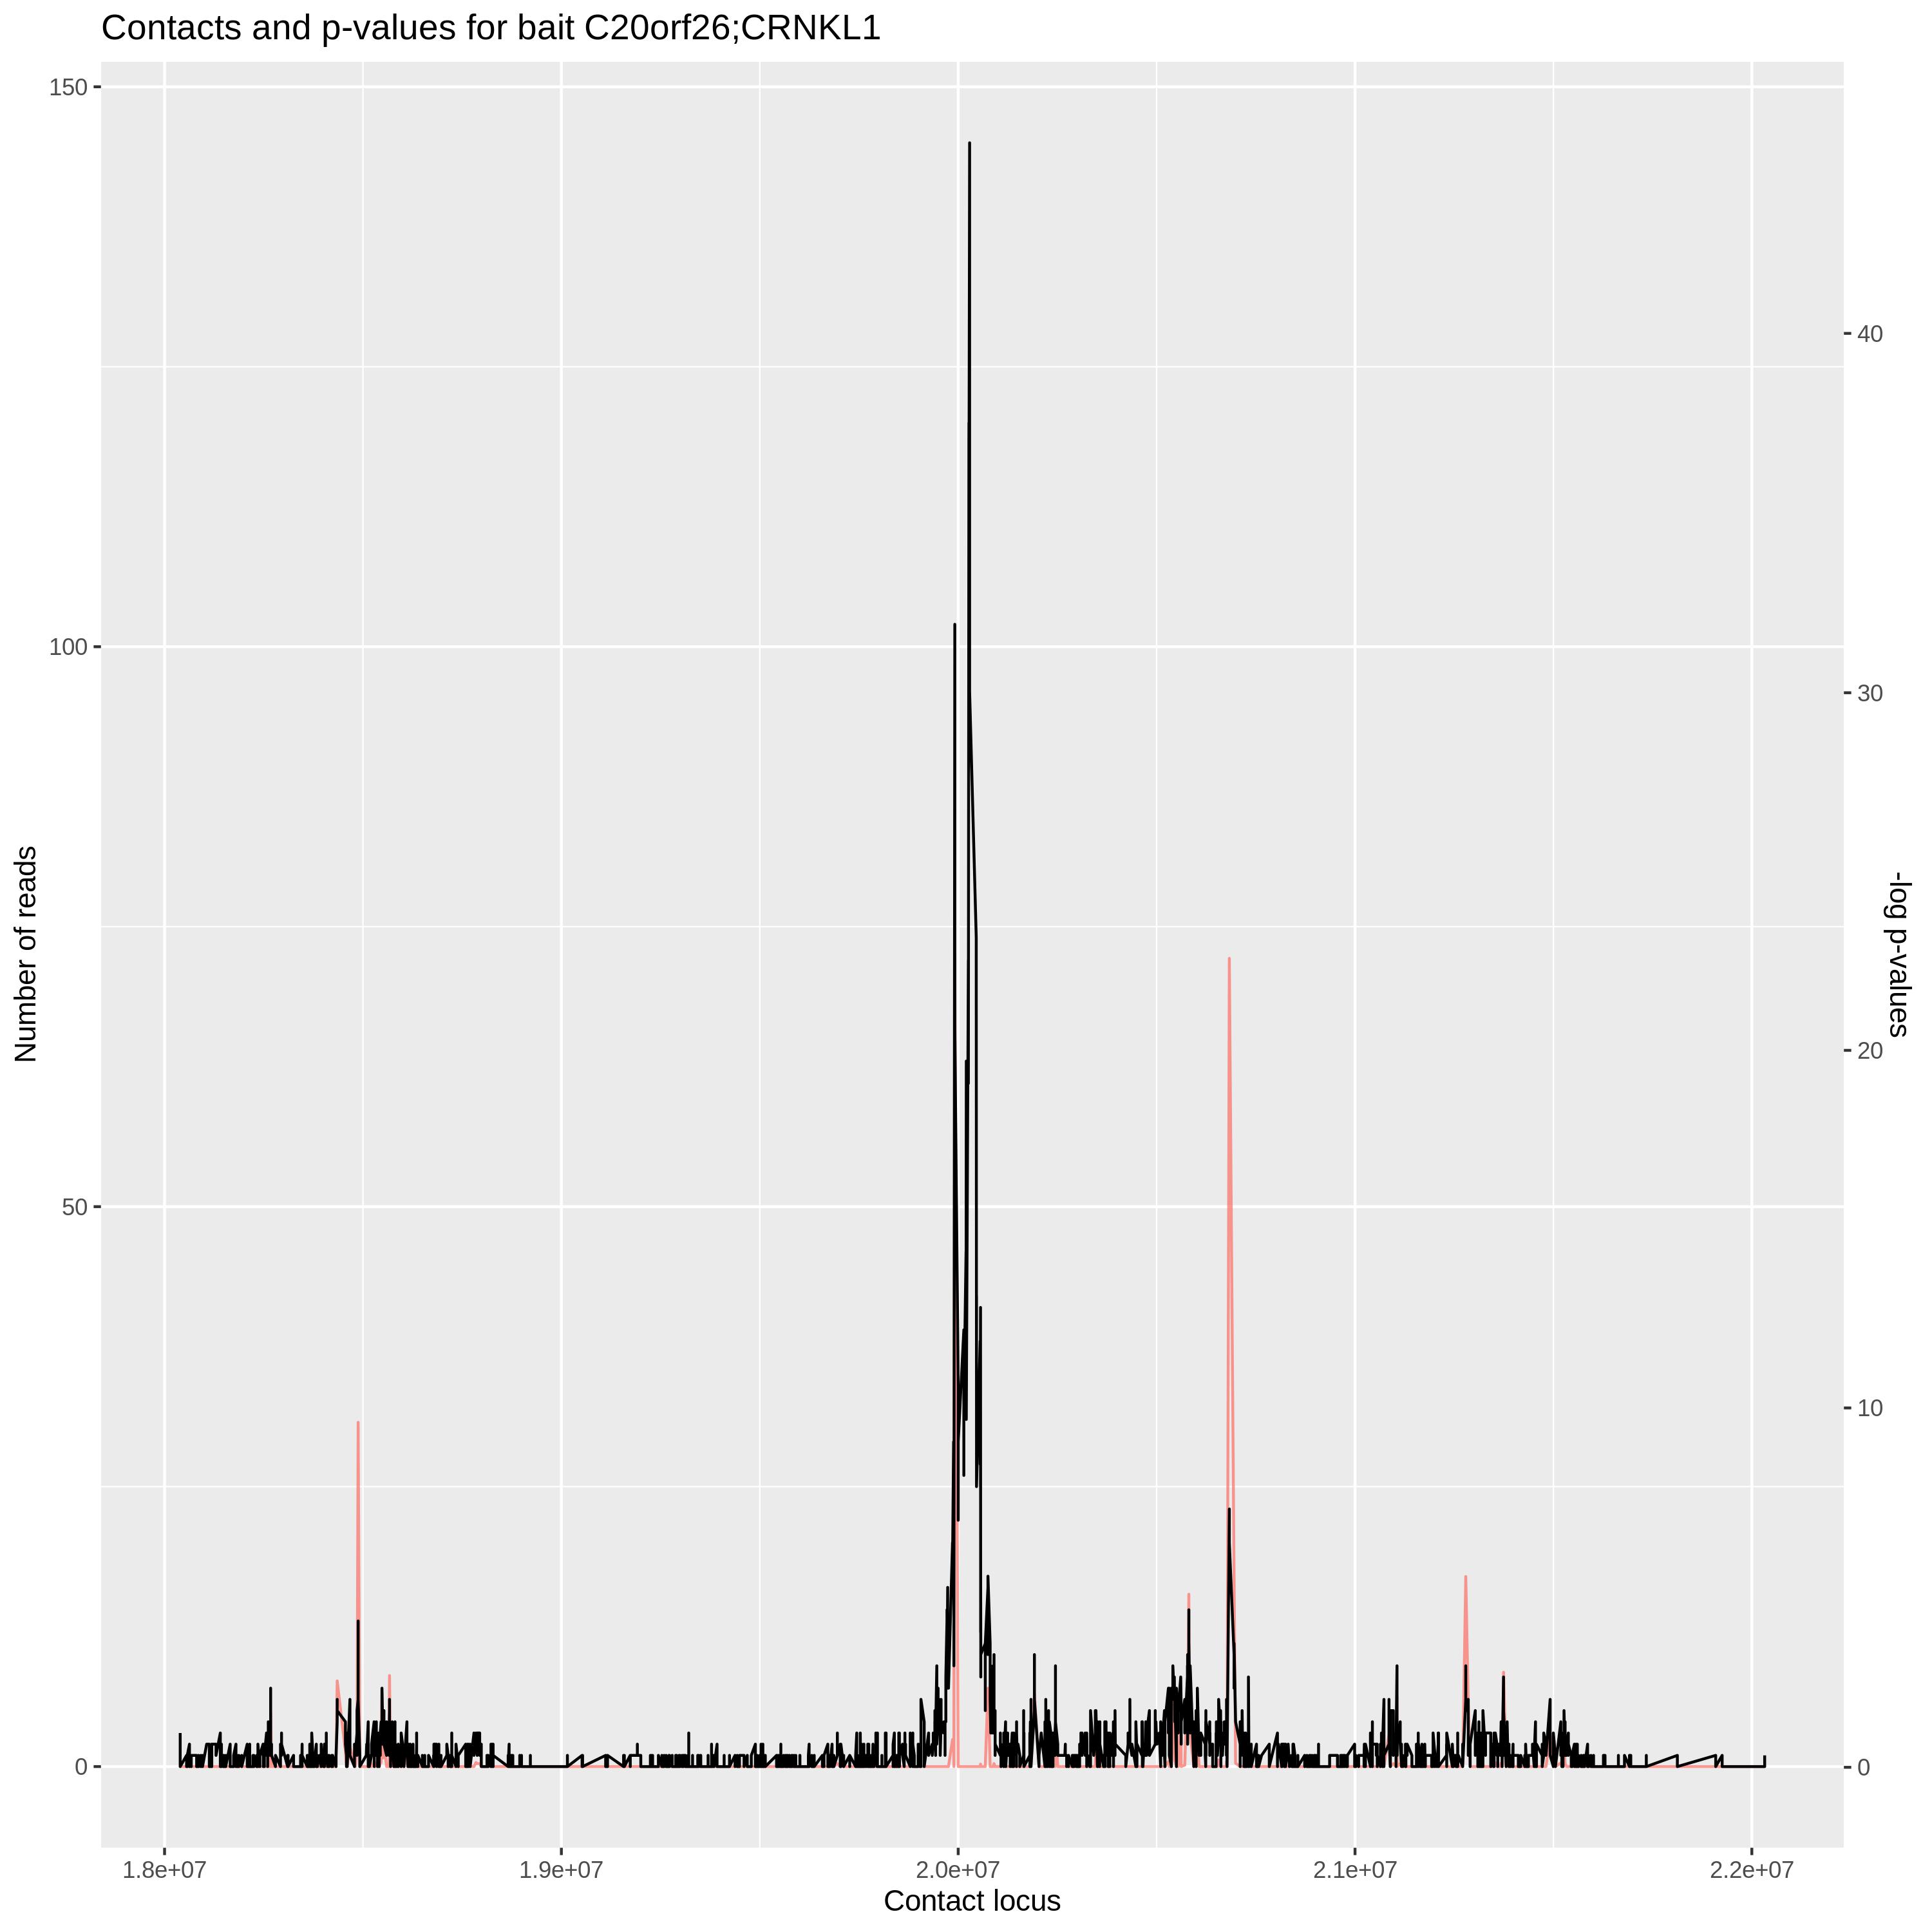 Contacts and p-values for bait C20orf26;CRNKL1
150
100
50
0
Number of reads
40
30
20
10
0
-log p-values
1.8e+07 1.9e+07 2.0e+07 2.1e+07 2.2e+07
Contact locus